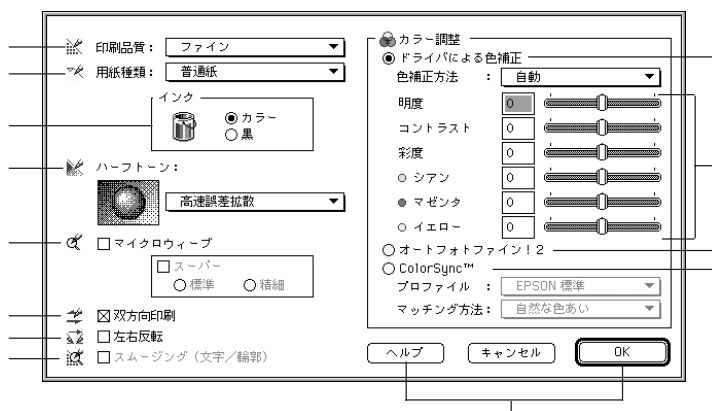 印刷品質： ファイン
用紙種類： 普通紙
インク
カラー
黒
ハーフトーン：
高速誤差拡散
マイクロウィーブ
スーパー
標準 精細
双方向印刷
左右反転
スムージング（文字／輪郭）
カラー調整
ドライバによる色補正
色補正方法 ： 自動
明度 0
コントラスト 0
彩度 0
シアン 0
マゼンタ 0
イエロー 0
オートフォトファイン！2
ColorSync™
プロファイル ： EPSON 標準
マッチング方法： 自然な色あい
ヘルプ キャンセル OK